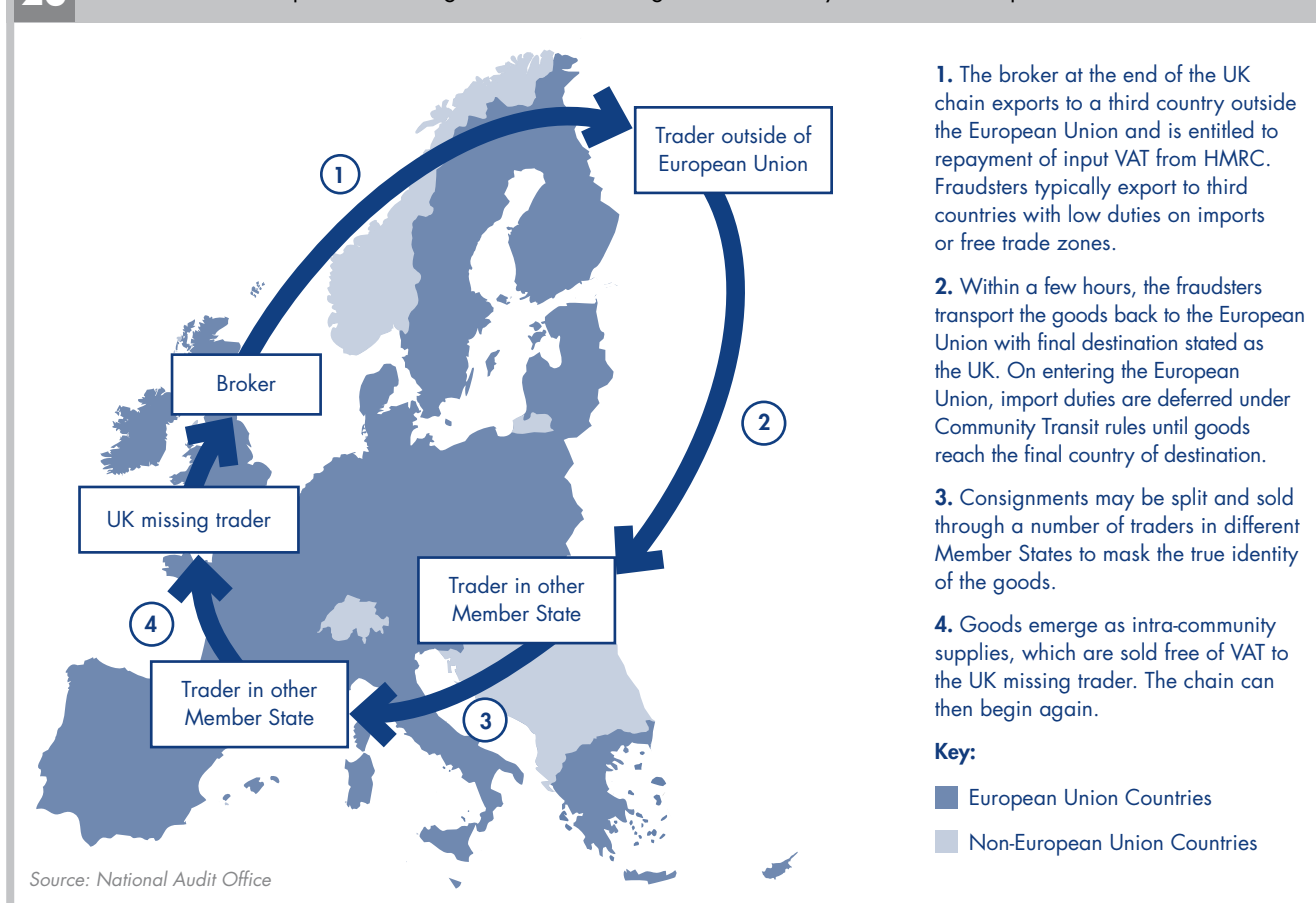 Trader outside of
European Union
1
Broker
2
UK missing trader
Trader in other
Member State
4
Trader in other
Member State
3
1. The broker at the end of the UK
chain exports to a third country outside
the European Union and is entitled to
repayment of input VAT from HMRC.
Fraudsters typically export to third
countries with low duties on imports
or free trade zones.
2. Within a few hours, the fraudsters
transport the goods back to the European
Union with final destination stated as
the UK. On entering the European
Union, import duties are deferred under
Community Transit rules until goods
reach the final country of destination.
3. Consignments may be split and sold
through a number of traders in different
Member States to mask the true identity
of the goods.
4. Goods emerge as intra-community
supplies, which are sold free of VAT to
the UK missing trader. The chain can
then begin again.
Key:
European Union Countries
Non-European Union Countries
Source: National Audit Office